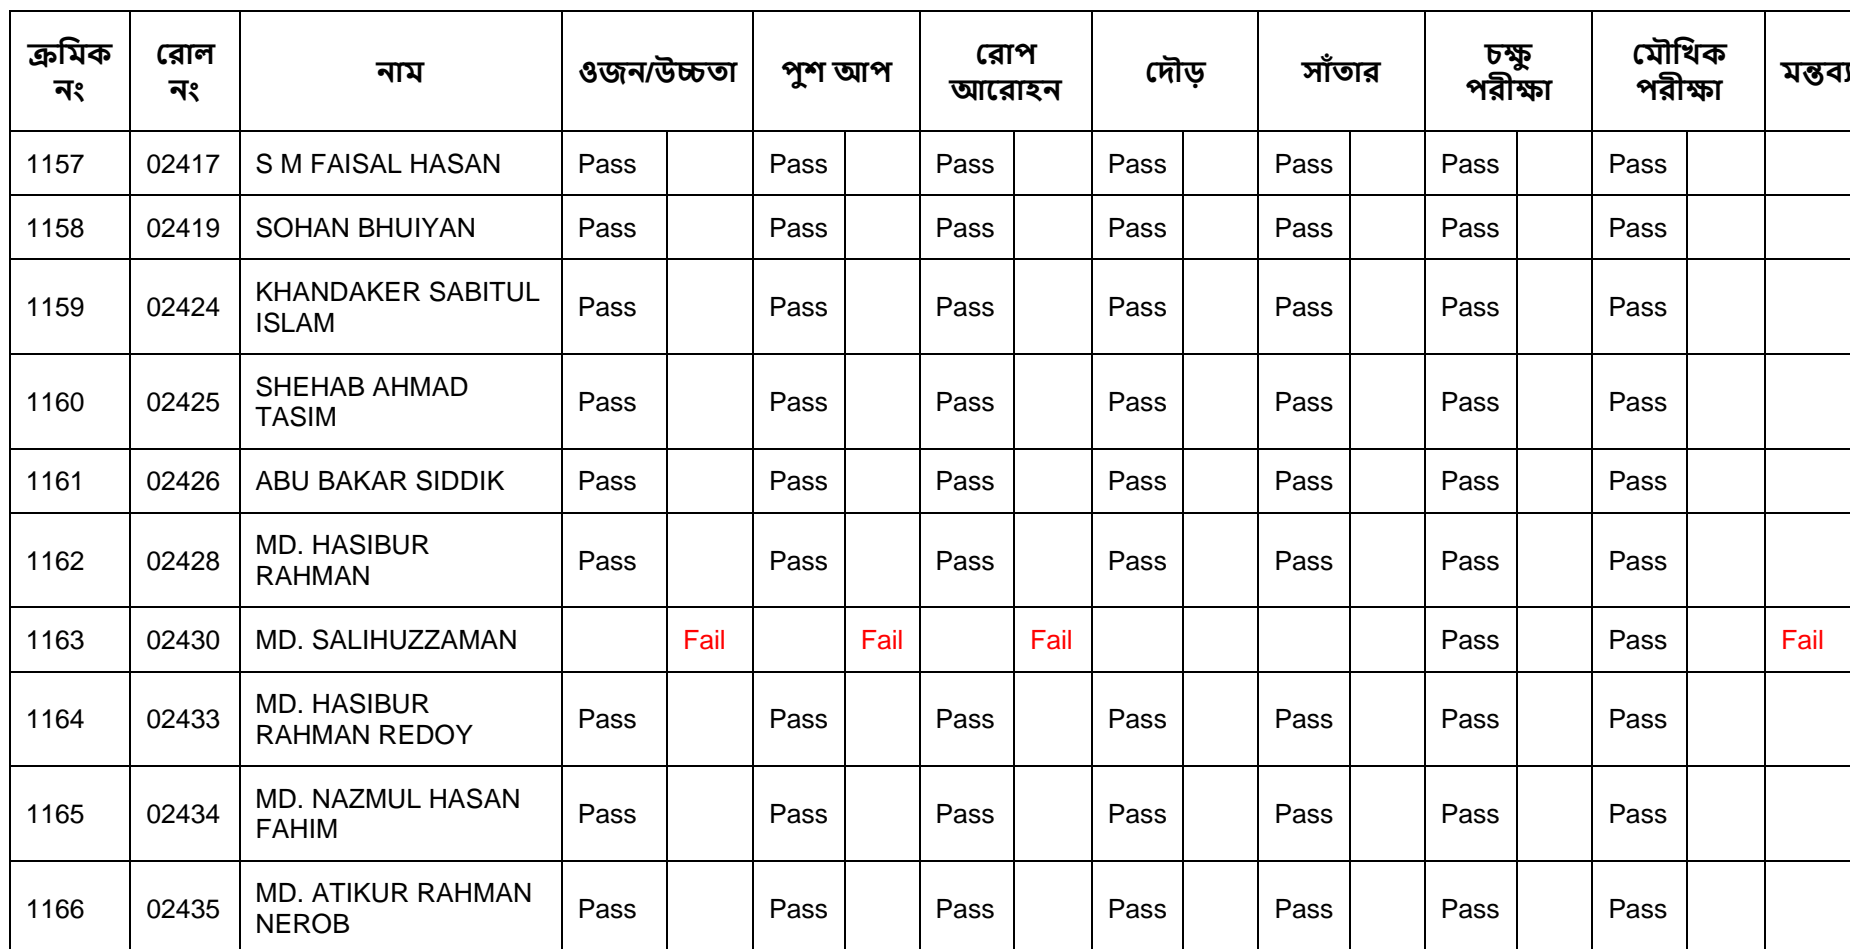 ক্রমিক নং রোল নং নাম ওজন/উচ্চতা পুশ আপ রোপ আরোহন দৌড় সাঁতার চক্ষু পরীক্ষা মৌখিক পরীক্ষা মন্তব্য
1157 02417 S M FAISAL HASAN Pass Pass Pass Pass Pass Pass Pass
1158 02419 SOHAN BHUIYAN Pass Pass Pass Pass Pass Pass Pass
1159 02424 KHANDAKER SABITUL ISLAM Pass Pass Pass Pass Pass Pass Pass
1160 02425 SHEHAB AHMAD TASIM Pass Pass Pass Pass Pass Pass Pass
1161 02426 ABU BAKAR SIDDIK Pass Pass Pass Pass Pass Pass Pass
1162 02428 MD. HASIBUR RAHMAN Pass Pass Pass Pass Pass Pass Pass
1163 02430 MD. SALIHUZZAMAN Fail Fail Fail Pass Pass Fail
1164 02433 MD. HASIBUR RAHMAN REDOY Pass Pass Pass Pass Pass Pass Pass
1165 02434 MD. NAZMUL HASAN FAHIM Pass Pass Pass Pass Pass Pass Pass
1166 02435 MD. ATIKUR RAHMAN NEROB Pass Pass Pass Pass Pass Pass Pass